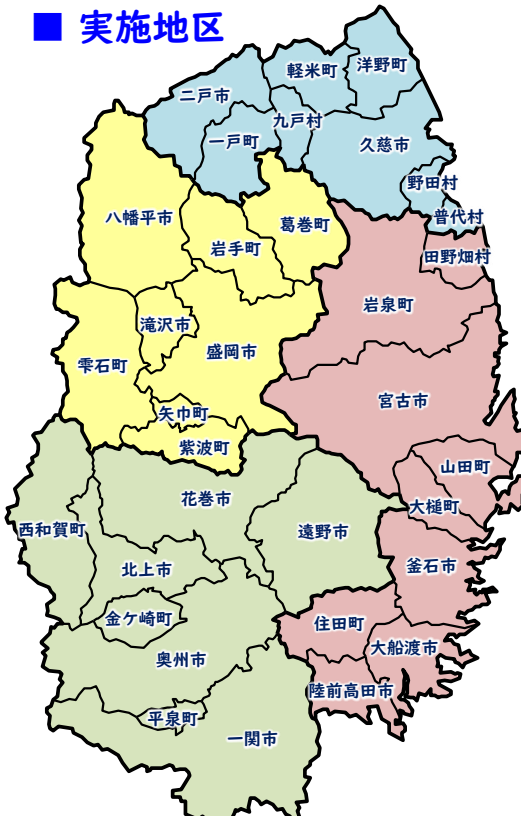 ■ 実施地区
洋野町
軽米町
二戸市
九戸村
一戸町
久慈市
野田村
普代村
八幡平市
葛巻町
岩手町
田野畑村
岩泉町
滝沢市
盛岡市
雫石町
宮古市
矢巾町
紫波町
山田町
花巻市
大槌町
西和賀町
遠野市
釜石市
北上市
金ケ崎町
住田町
大船渡市
奥州市
陸前高田市
平泉町
一関市